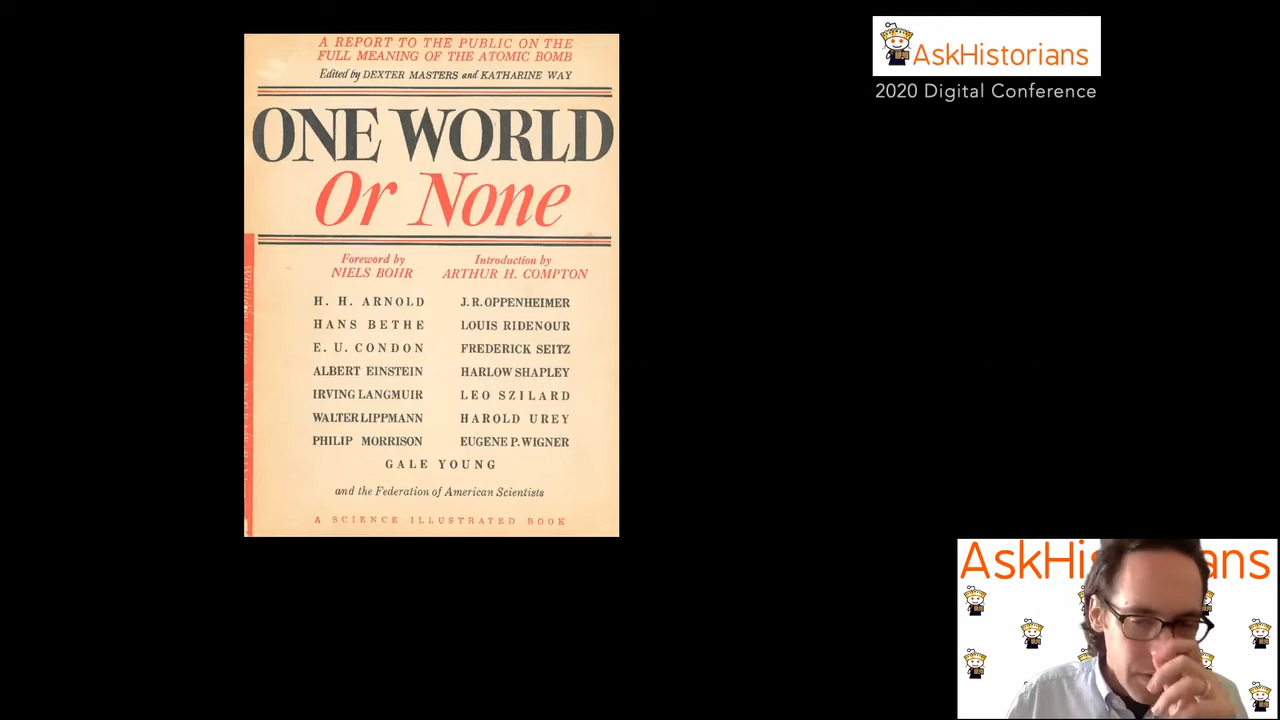 A REPORT TO THE PUBLIC ON THE
FULL MEANING OF THE ATOMIC BOMB
Edited by DEXTER MASTERS and KATHARINE WAY
ONE WORLD
Or None
Foreword by
NIELS BOHR
Introduction by
ARTHUR H. COMPTON
H. H. ARNOLD
HANS BETHE
E. U. CONDON
ALBERT EINSTEIN
IRVING LANGMUIR
WALTER LIPPMANN
PHILIP MORRISON
J. R. OPPENHEIMER
LOUIS RIDENOUR
FREDERICK SEITZ
HARLOW SHAPLEY
LEO SZILARD
HAROLD UREY
EUGENE P. WIGNER
GALE YOUNG
and the Federation of American Scientists
A SCIENCE ILLUSTRATED BOOK
AskHistorians
2020 Digital Conference